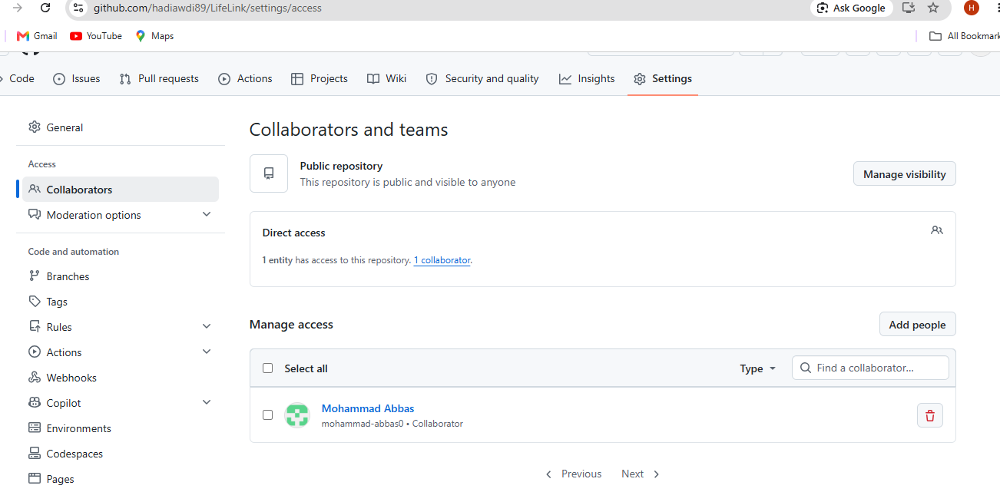 github.com/hadiawdi89/LifeLink/settings/access
Ask Google
H
Gmail
YouTube
Maps
All Bookmark
Code
Issues
Pull requests
Actions
Projects
Wiki
Security and quality
Insights
Settings
General
Access
Collaborators
Moderation options
Code and automation
Branches
Tags
Rules
Actions
Webhooks
Copilot
Environments
Codespaces
Pages
Collaborators and teams
Public repository
This repository is public and visible to anyone
Manage visibility
Direct access
1 entity has access to this repository. 1 collaborator.
Manage access
Add people
Select all
Type
Find a collaborator...
Mohammad Abbas
mohammad-abbas0 • Collaborator
Previous
Next